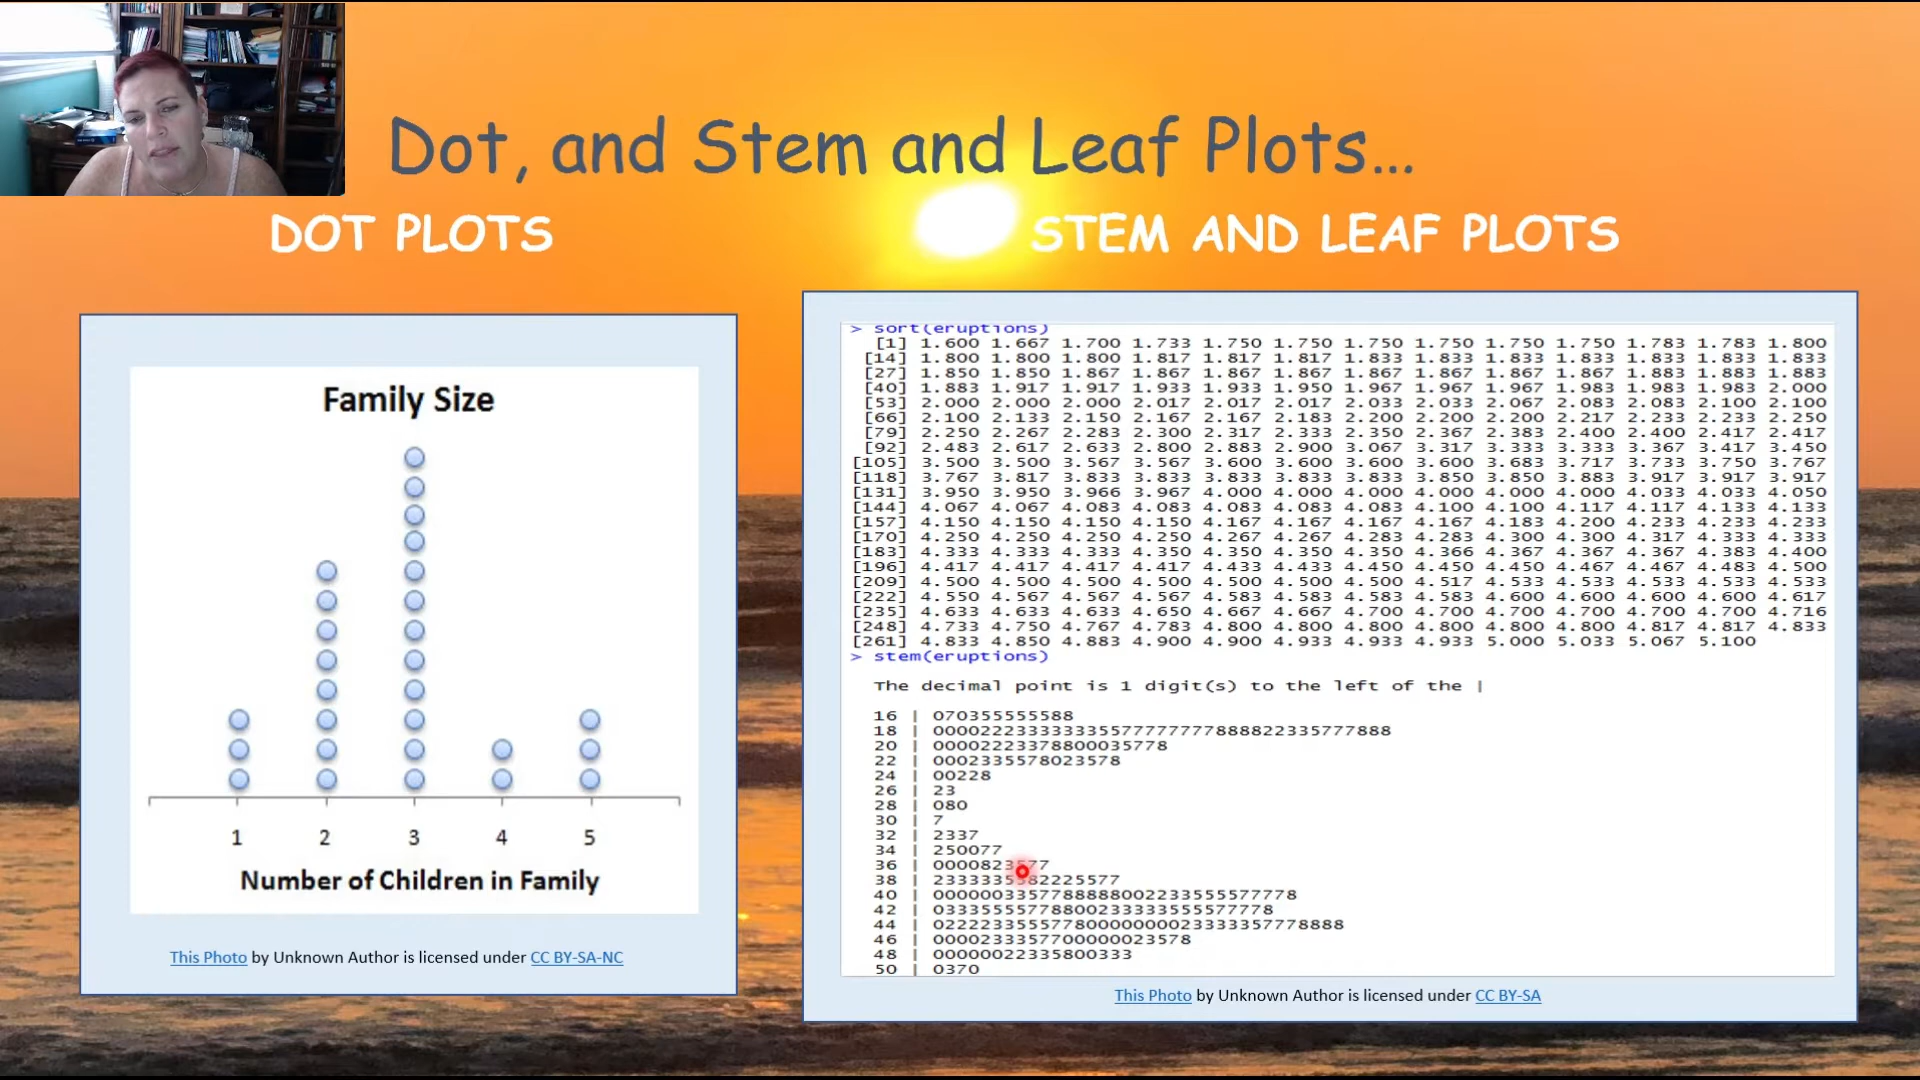 Dot, and Stem and Leaf Plots...
DOT PLOTS
STEM AND LEAF PLOTS
Family Size
1 2 3 4 5
Number of Children in Family
This Photo by Unknown Author is licensed under CC BY-SA-NC
> sort(eruptions)
[1] 1.600 1.667 1.700 1.733 1.750 1.750 1.750 1.750 1.750 1.750 1.783 1.783 1.800
[14] 1.800 1.800 1.800 1.817 1.817 1.817 1.833 1.833 1.833 1.833 1.833 1.833 1.833
[27] 1.850 1.850 1.867 1.867 1.867 1.867 1.867 1.867 1.867 1.867 1.883 1.883 1.883
[40] 1.883 1.917 1.917 1.933 1.933 1.950 1.967 1.967 1.967 1.983 1.983 1.983 2.000
[53] 2.000 2.000 2.000 2.017 2.017 2.017 2.033 2.033 2.067 2.083 2.083 2.100 2.100
[66] 2.100 2.133 2.150 2.167 2.167 2.183 2.200 2.200 2.200 2.217 2.233 2.233 2.250
[79] 2.250 2.267 2.283 2.300 2.317 2.333 2.350 2.367 2.383 2.400 2.400 2.417 2.417
[92] 2.483 2.617 2.633 2.800 2.883 2.900 3.067 3.317 3.333 3.333 3.367 3.417 3.450
[105] 3.500 3.500 3.567 3.567 3.600 3.600 3.600 3.600 3.683 3.717 3.733 3.750 3.767
[118] 3.767 3.817 3.833 3.833 3.833 3.833 3.833 3.850 3.850 3.883 3.917 3.917 3.917
[131] 3.950 3.950 3.966 3.967 4.000 4.000 4.000 4.000 4.000 4.000 4.033 4.033 4.050
[144] 4.067 4.067 4.083 4.083 4.083 4.083 4.083 4.100 4.100 4.117 4.117 4.133 4.133
[157] 4.150 4.150 4.150 4.150 4.167 4.167 4.167 4.167 4.183 4.200 4.233 4.233 4.233
[170] 4.250 4.250 4.250 4.250 4.267 4.267 4.283 4.283 4.300 4.300 4.317 4.333 4.333
[183] 4.333 4.333 4.333 4.350 4.350 4.350 4.350 4.366 4.367 4.367 4.367 4.383 4.400
[196] 4.417 4.417 4.417 4.417 4.433 4.433 4.450 4.450 4.450 4.467 4.467 4.483 4.500
[209] 4.500 4.500 4.500 4.500 4.500 4.500 4.500 4.517 4.533 4.533 4.533 4.533 4.533
[222] 4.550 4.567 4.567 4.567 4.583 4.583 4.583 4.583 4.600 4.600 4.600 4.600 4.617
[235] 4.633 4.633 4.633 4.650 4.667 4.667 4.700 4.700 4.700 4.700 4.700 4.700 4.716
[248] 4.733 4.750 4.767 4.783 4.800 4.800 4.800 4.800 4.800 4.800 4.817 4.817 4.833
[261] 4.833 4.850 4.883 4.900 4.900 4.933 4.933 4.933 5.000 5.033 5.067 5.100
> stem(eruptions)
The decimal point is 1 digit(s) to the left of the |
16 | 070355555588
18 | 000022233333335577777777888822335777888
20 | 00002223378800035778
22 | 0002335578023578
24 | 00228
26 | 23
28 | 080
30 | 7
32 | 2337
34 | 250077
36 | 0000823577
38 | 2333335582225577
40 | 0000003357788888002233555577778
42 | 03335555778800233333555577778
44 | 02222335555778000000023333357778888
46 | 0000233357700000023578
48 | 00000022335800333
50 | 0370
This Photo by Unknown Author is licensed under CC BY-SA